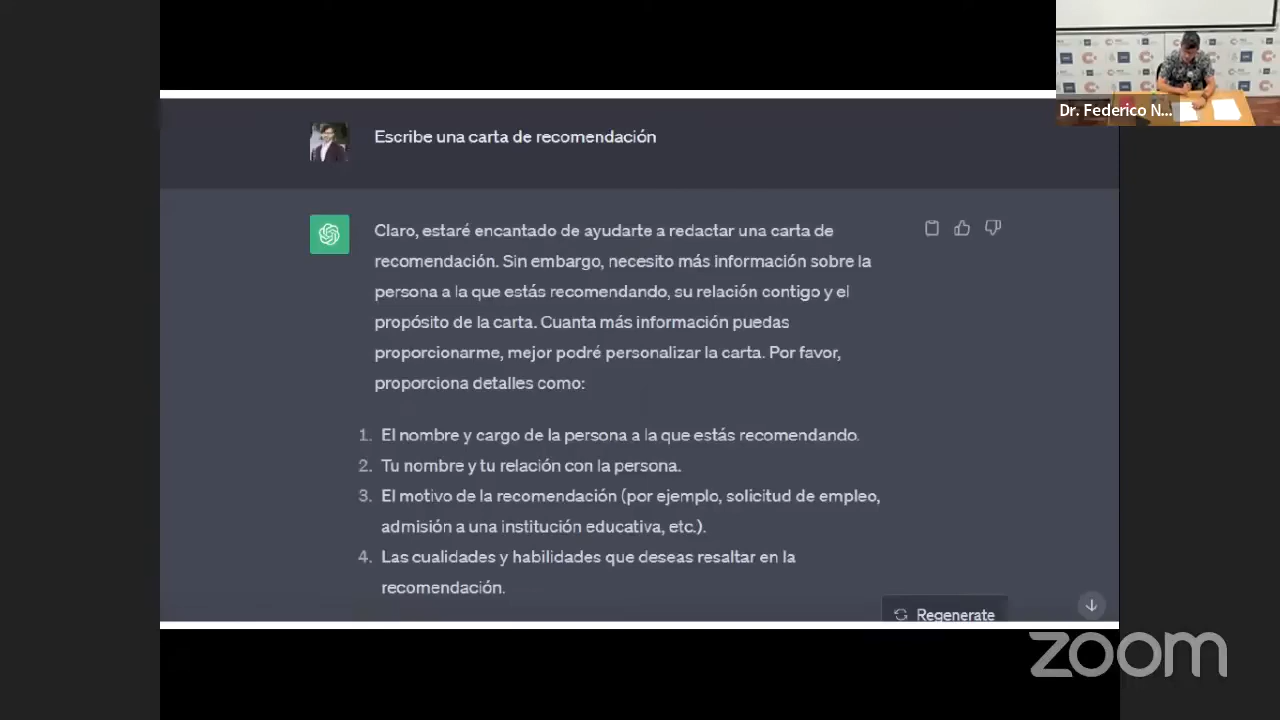 Dr. Federico N...
Escribe una carta de recomendación
Claro, estaré encantado de ayudarte a redactar una carta de
recomendación. Sin embargo, necesito más información sobre la
persona a la que estás recomendando, su relación contigo y el
propósito de la carta. Cuanta más información puedas
proporcionarme, mejor podré personalizar la carta. Por favor,
proporciona detalles como:
1. El nombre y cargo de la persona a la que estás recomendando.
2. Tu nombre y tu relación con la persona.
3. El motivo de la recomendación (por ejemplo, solicitud de empleo,
admisión a una institución educativa, etc.).
4. Las cualidades y habilidades que deseas resaltar en la
recomendación.
Regenerate
zoom